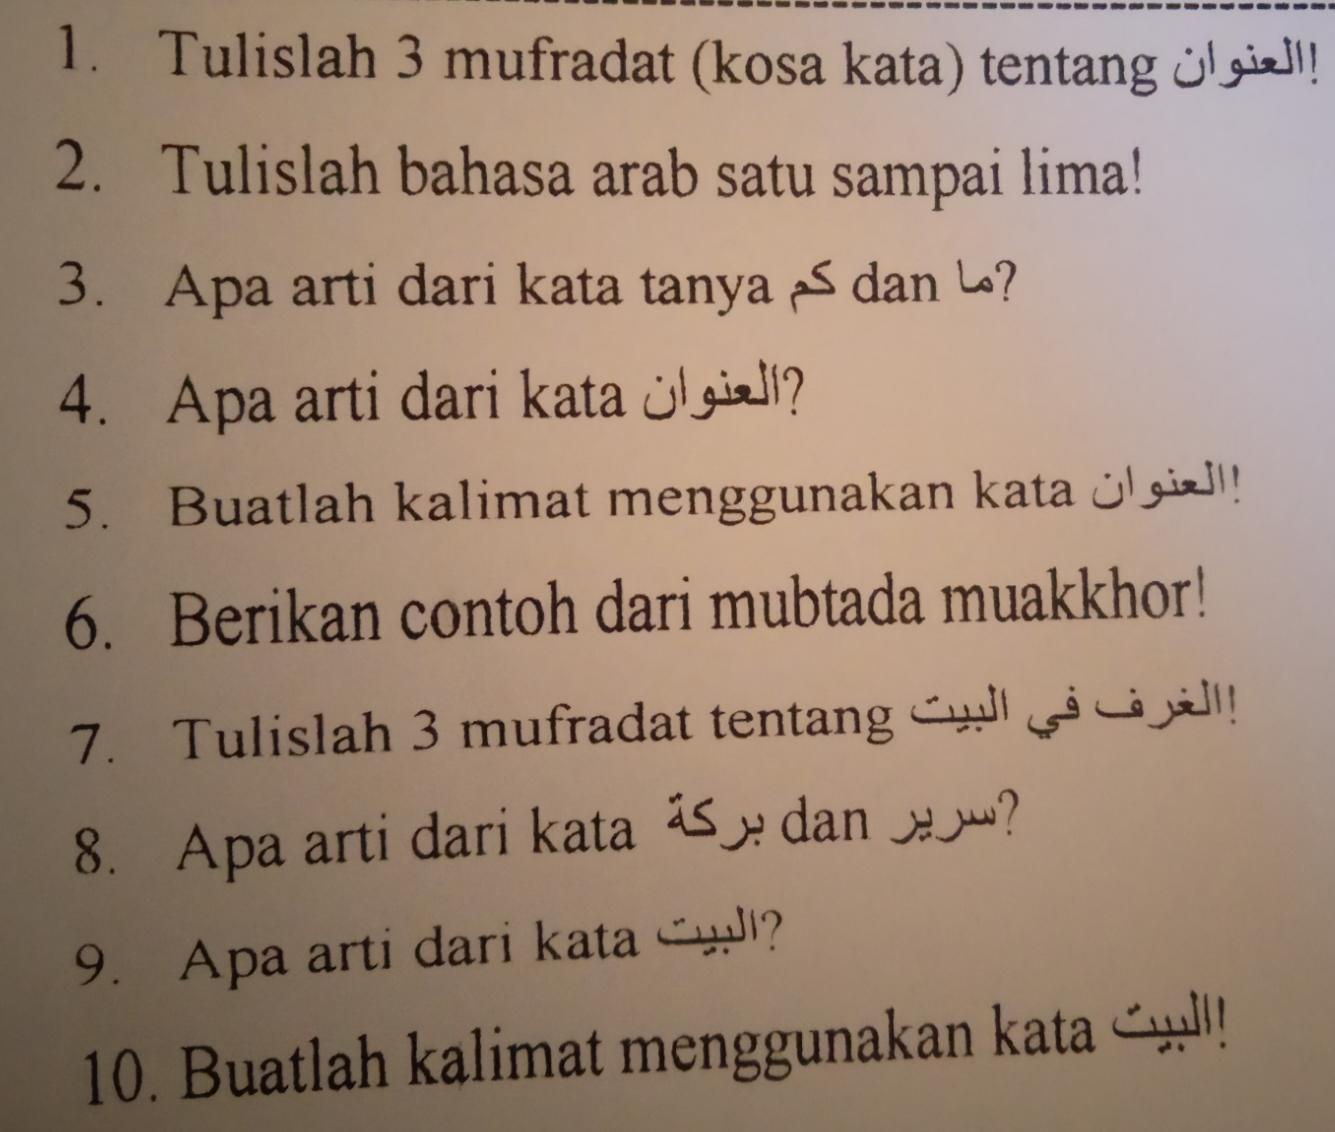 1. Tulislah 3 mufradat (kosa kata) tentang العنوان!
2. Tulislah bahasa arab satu sampai lima!
3. Apa arti dari kata tanya كم dan ما?
4. Apa arti dari kata العنوان?
5. Buatlah kalimat menggunakan kata العنوان!
6. Berikan contoh dari mubtada muakkhor!
7. Tulislah 3 mufradat tentang الغرف في البيت!
8. Apa arti dari kata بركة dan سرير?
9. Apa arti dari kata البيت?
10. Buatlah kalimat menggunakan kata البيت!